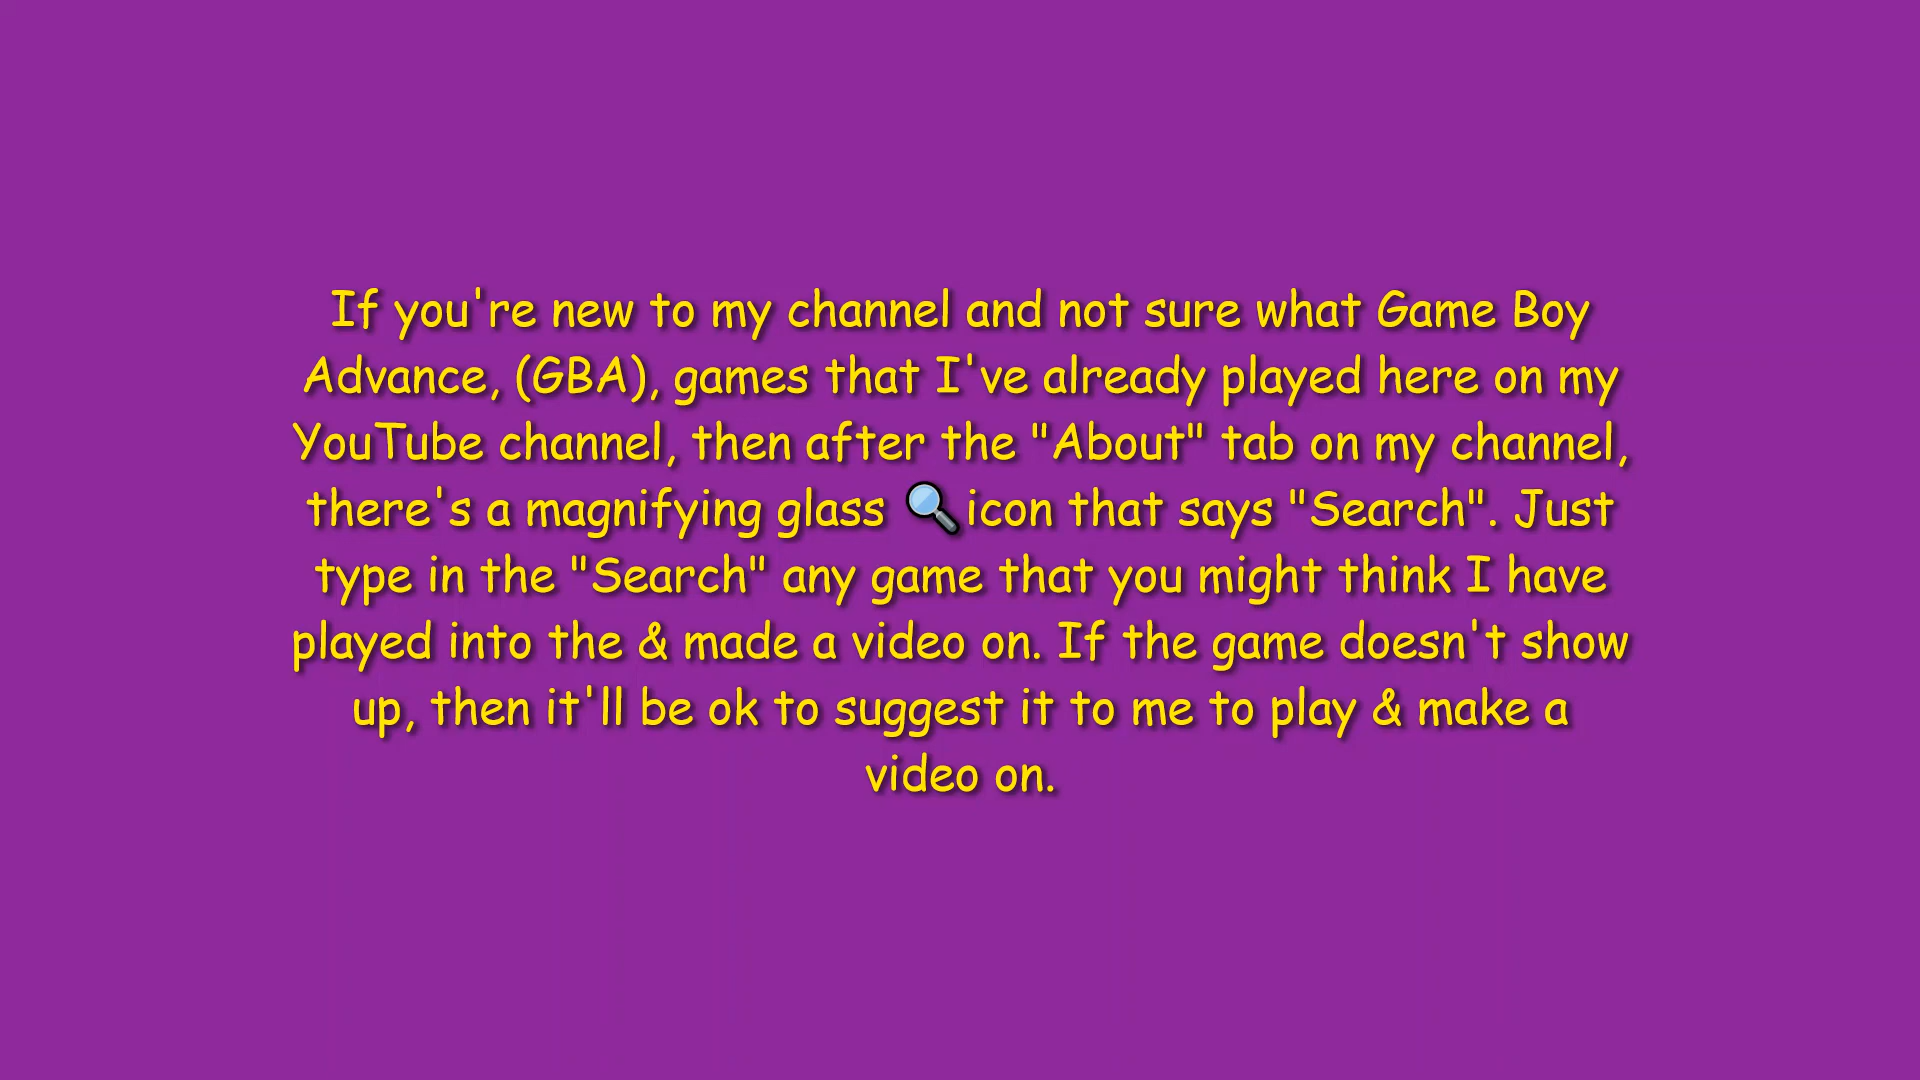 If you're new to my channel and not sure what Game Boy
Advance, (GBA), games that I've already played here on my
YouTube channel, then after the "About" tab on my channel,
there's a magnifying glass 🔍 icon that says "Search". Just
type in the "Search" any game that you might think I have
played into the & made a video on. If the game doesn't show
up, then it'll be ok to suggest it to me to play & make a
video on.